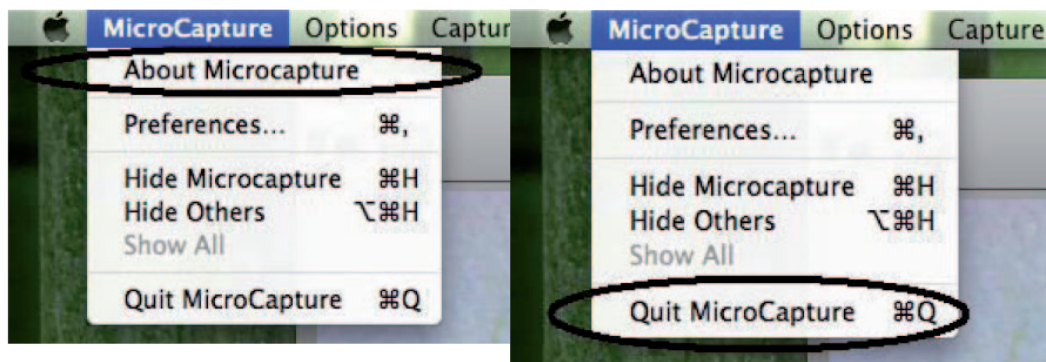 MicroCapture Options Captur
About Microcapture
Preferences... ⌘,
Hide Microcapture ⌘H
Hide Others ⌥⌘H
Show All
Quit MicroCapture ⌘Q
MicroCapture Options Capture
About Microcapture
Preferences... ⌘,
Hide Microcapture ⌘H
Hide Others ⌥⌘H
Show All
Quit MicroCapture ⌘Q